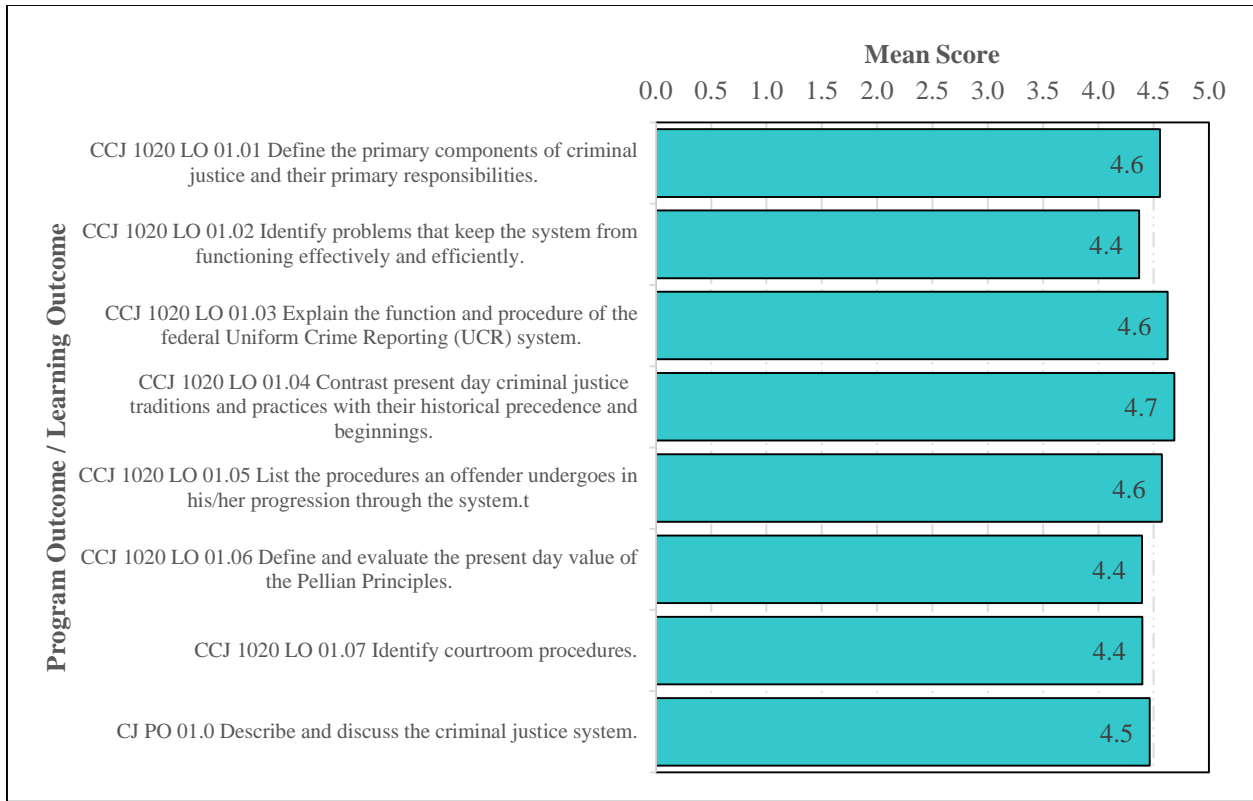 Mean Score
0.0 0.5 1.0 1.5 2.0 2.5 3.0 3.5 4.0 4.5 5.0
Program Outcome / Learning Outcome
CCJ 1020 LO 01.01 Define the primary components of criminal
justice and their primary responsibilities.
4.6
CCJ 1020 LO 01.02 Identify problems that keep the system from
functioning effectively and efficiently.
4.4
CCJ 1020 LO 01.03 Explain the function and procedure of the
federal Uniform Crime Reporting (UCR) system.
4.6
CCJ 1020 LO 01.04 Contrast present day criminal justice
traditions and practices with their historical precedence and
beginnings.
4.7
CCJ 1020 LO 01.05 List the procedures an offender undergoes in
his/her progression through the system.t
4.6
CCJ 1020 LO 01.06 Define and evaluate the present day value of
the Pellian Principles.
4.4
CCJ 1020 LO 01.07 Identify courtroom procedures.
4.4
CJ PO 01.0 Describe and discuss the criminal justice system.
4.5